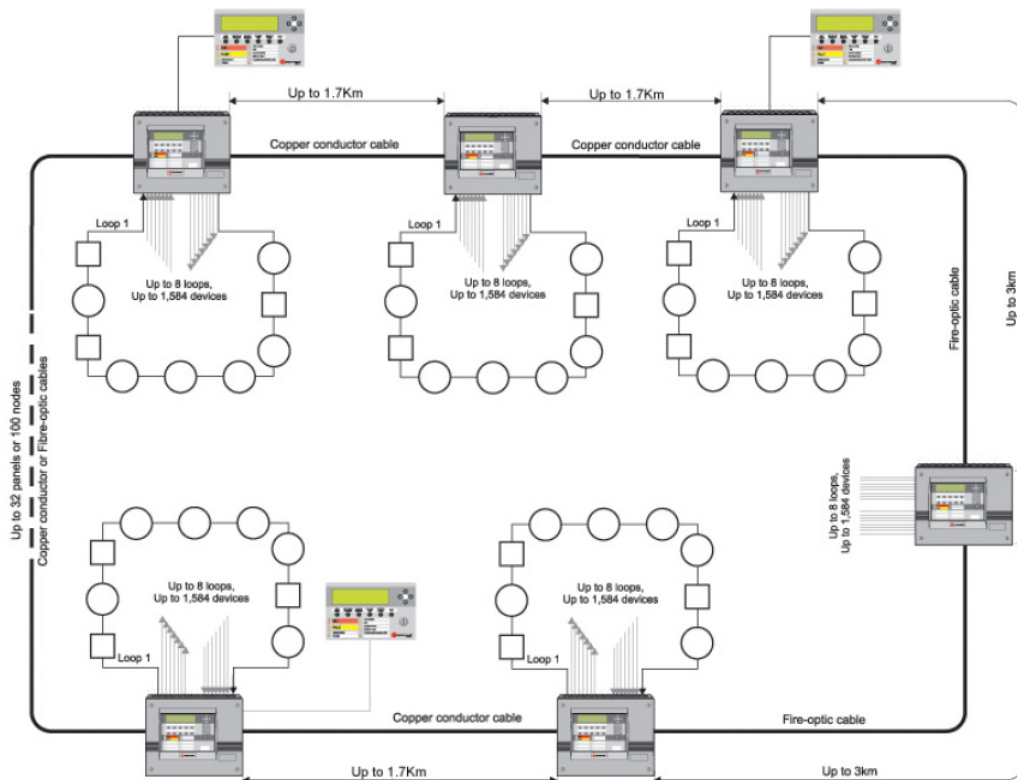 Up to 1.7Km
Up to 1.7Km
Copper conductor cable
Copper conductor cable
Loop 1
Loop 1
Loop 1
Up to 8 loops,
Up to 1,584 devices
Up to 8 loops,
Up to 1,584 devices
Up to 8 loops,
Up to 1,584 devices
Fire-optic cable
Up to 3km
Up to 32 panels or 100 nodes
Copper conductor or Fibre-optic cables
Up to 8 loops,
Up to 1,584 devices
Up to 8 loops,
Up to 1,584 devices
Up to 8 loops,
Up to 1,584 devices
Loop 1
Loop 1
Copper conductor cable
Fire-optic cable
Up to 1.7Km
Up to 3km